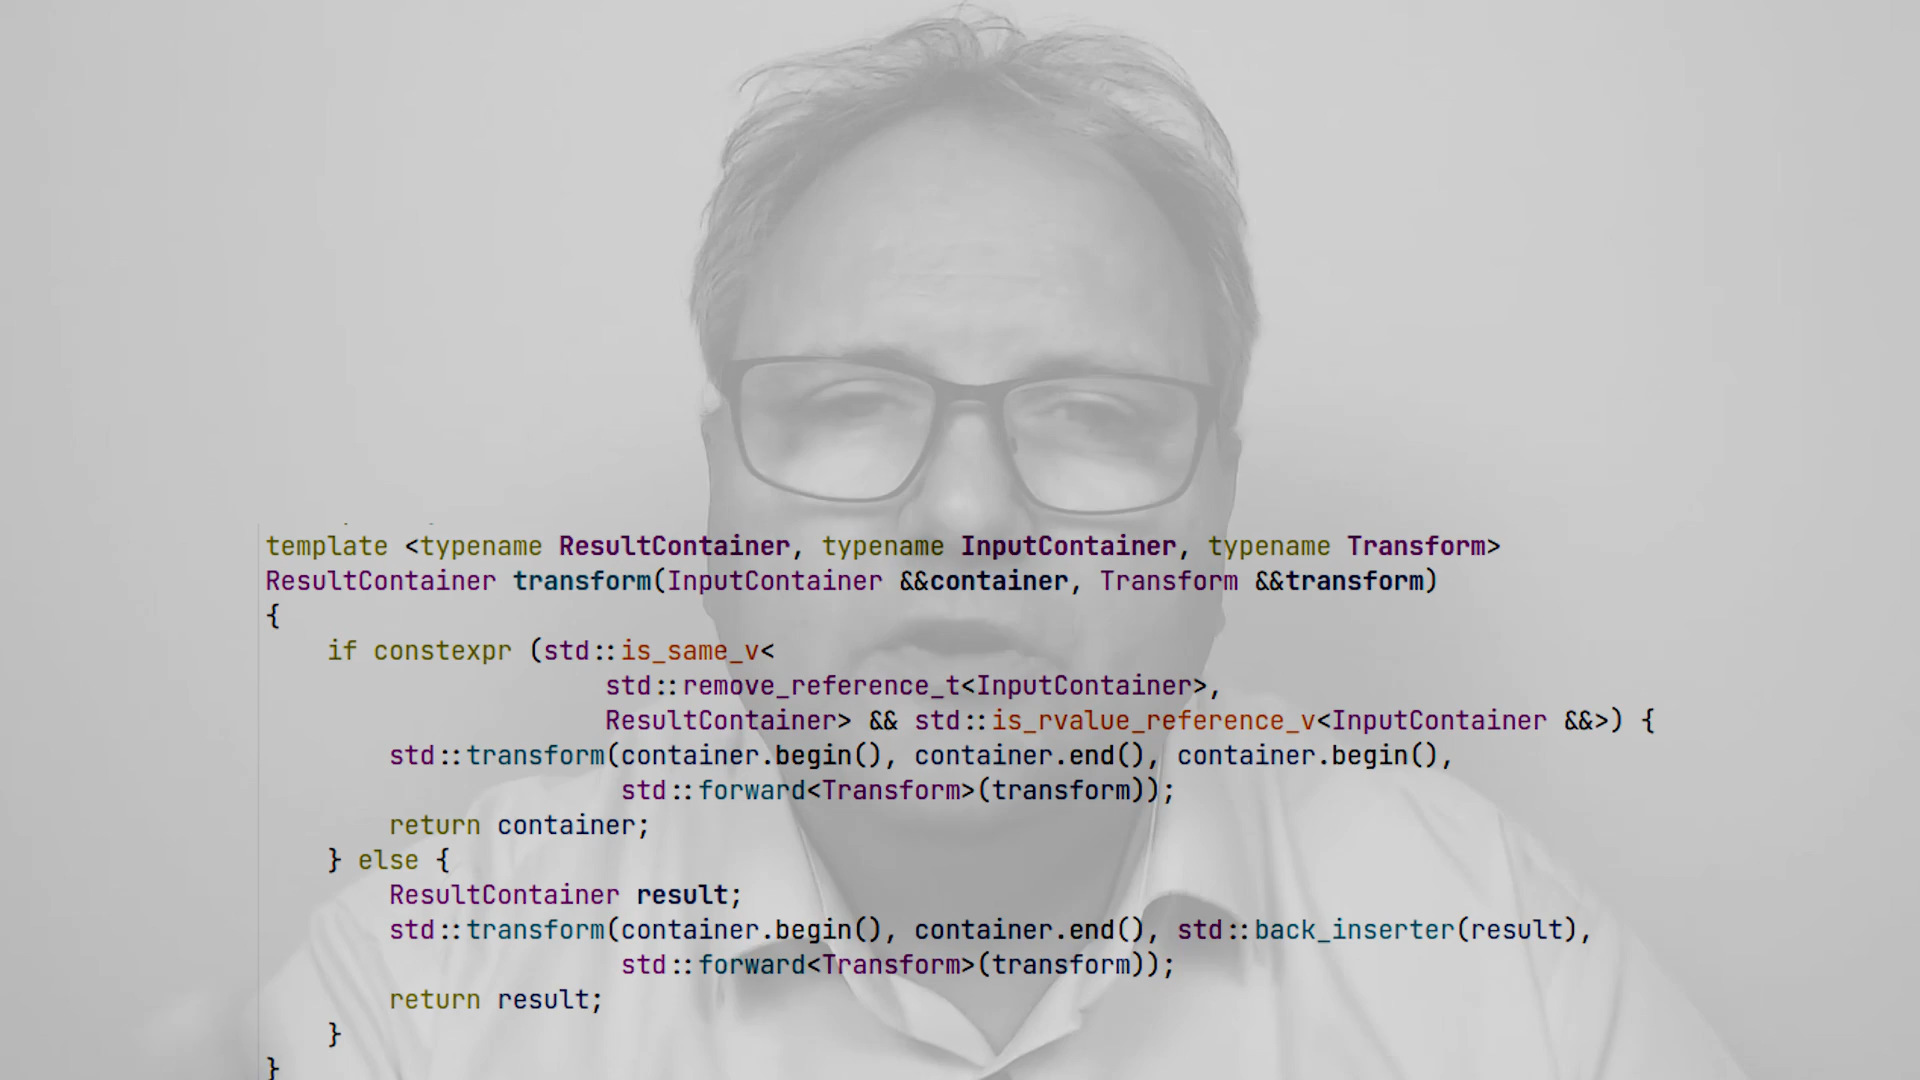 template <typename ResultContainer, typename InputContainer, typename Transform>
ResultContainer transform(InputContainer &&container, Transform &&transform)
{
    if constexpr (std::is_same_v<
                      std::remove_reference_t<InputContainer>,
                      ResultContainer> && std::is_rvalue_reference_v<InputContainer &&>) {
        std::transform(container.begin(), container.end(), container.begin(),
                       std::forward<Transform>(transform));
        return container;
    } else {
        ResultContainer result;
        std::transform(container.begin(), container.end(), std::back_inserter(result),
                       std::forward<Transform>(transform));
        return result;
    }
}